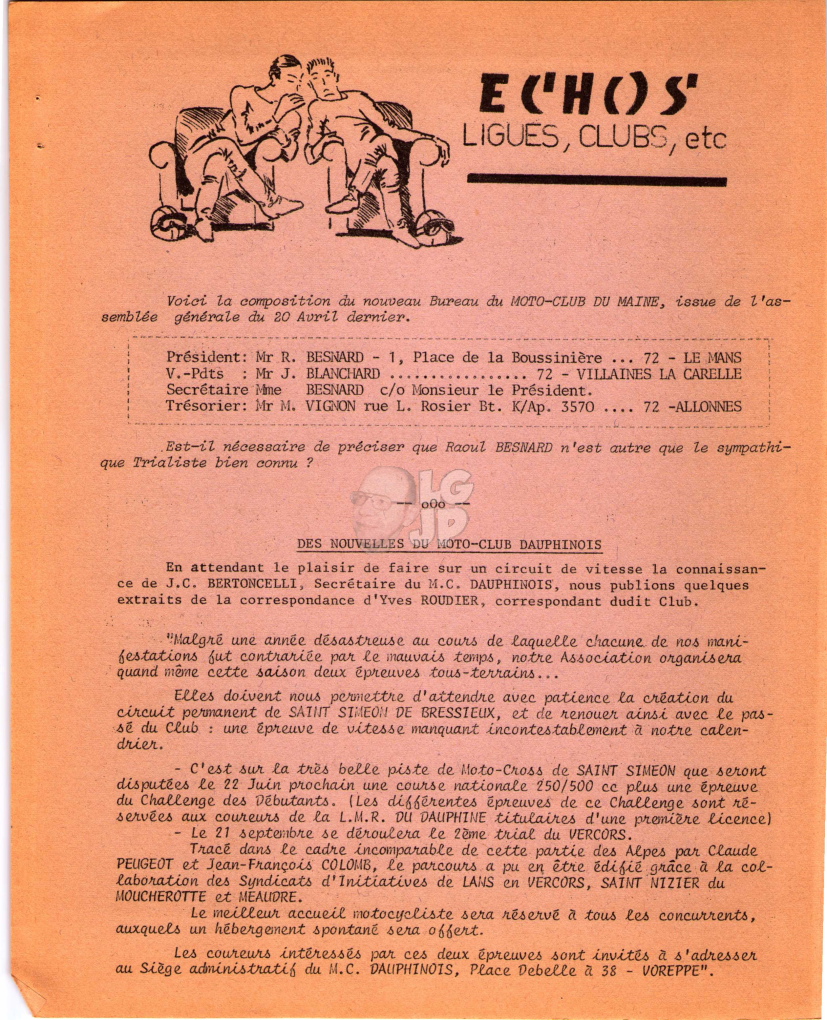 ECHOS
LIGUES, CLUBS, etc
Voici la composition du nouveau Bureau du MOTO-CLUB DU MAINE, issue de l'as-
semblée générale du 20 Avril dernier.
Président: Mr R. BESNARD - 1, Place de la Boussinière ... 72 - LE MANS
V.-Pdts : Mr J. BLANCHARD ................ 72 - VILLAINES LA CARELLE
Secrétaire Mme BESNARD c/o Monsieur le Président.
Trésorier: Mr M. VIGNON rue L. Rosier Bt. K/Ap. 3570 .... 72 -ALLONNES
Est-il nécessaire de préciser que Raoul BESNARD n'est autre que le sympathi-
que Trialiste bien connu ?
LG
JD
— oOo —
DES NOUVELLES DU MOTO-CLUB DAUPHINOIS
En attendant le plaisir de faire sur un circuit de vitesse la connaissan-
ce de J.C. BERTONCELLI, Secrétaire du M.C. DAUPHINOIS, nous publions quelques
extraits de la correspondance d'Yves ROUDIER, correspondant dudit Club.
"Malgré une année désastreuse au cours de laquelle chacune de nos mani-
festations fut contrariée par le mauvais temps, notre Association organisera
quand même cette saison deux épreuves tous-terrains...
Elles doivent nous permettre d'attendre avec patience la création du
circuit permanent de SAINT SIMEON DE BRESSIEUX, et de renouer ainsi avec le pas-
sé du Club : une épreuve de vitesse manquant incontestablement à notre calen-
drier.
- C'est sur la très belle piste de Moto-Cross de SAINT SIMEON que seront
disputées le 22 Juin prochain une course nationale 250/500 cc plus une épreuve
du Challenge des Débutants. (Les différentes épreuves de ce Challenge sont ré-
servées aux coureurs de la L.M.R. DU DAUPHINE titulaires d'une première licence)
- Le 21 septembre se déroulera le 2ème trial du VERCORS.
Tracé dans le cadre incomparable de cette partie des Alpes par Claude
PEUGEOT et Jean-François COLOMB, le parcours a pu en être édifié grâce à la col-
laboration des Syndicats d'Initiatives de LANS en VERCORS, SAINT NIZIER du
MOUCHEROTTE et MEAUDRE.
Le meilleur accueil motocycliste sera réservé à tous les concurrents,
auxquels un hébergement spontané sera offert.
Les coureurs intéressés par ces deux épreuves sont invités à s'adresser
au Siège administratif du M.C. DAUPHINOIS, Place Debelle à 38 - VOREPPE".